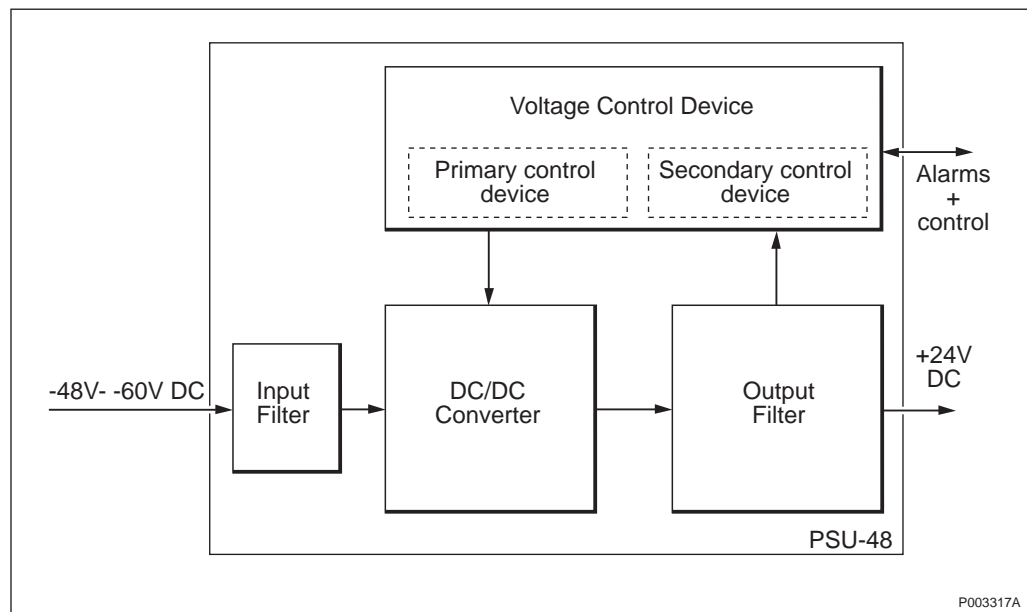 Voltage Control Device
Primary control
device
Secondary control
device
Alarms
+
control
-48V- -60V DC
Input
Filter
DC/DC
Converter
Output
Filter
+24V
DC
PSU-48
P003317A